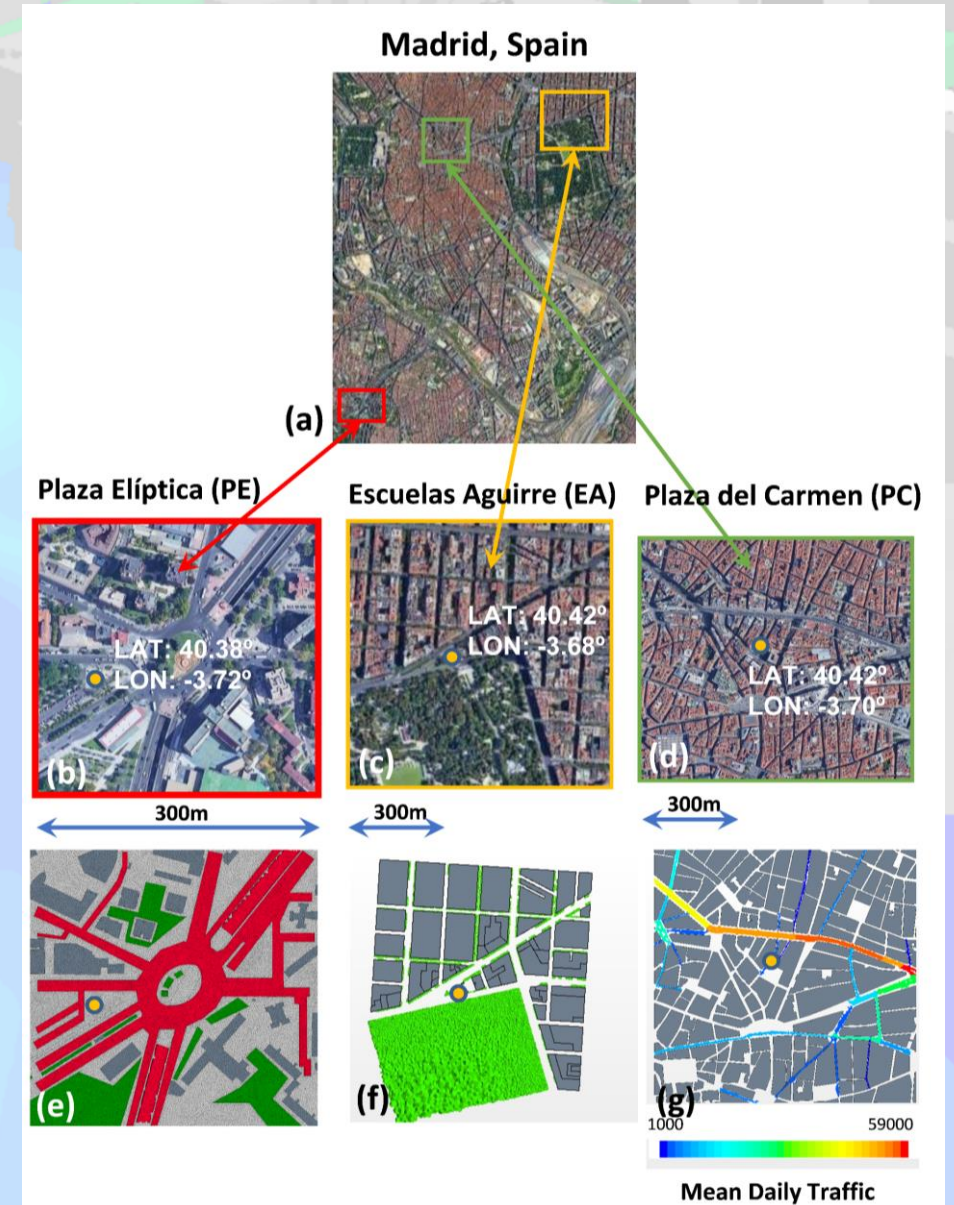 Madrid, Spain
(a)
Plaza Elíptica (PE)
Escuelas Aguirre (EA)
Plaza del Carmen (PC)
LAT: 40.38º
LON: -3.72º
(b)
LAT: 40.42º
LON: -3.68º
(c)
LAT: 40.42º
LON: -3.70º
(d)
300m
300m
300m
(e)
(f)
(g)
1000
59000
Mean Daily Traffic